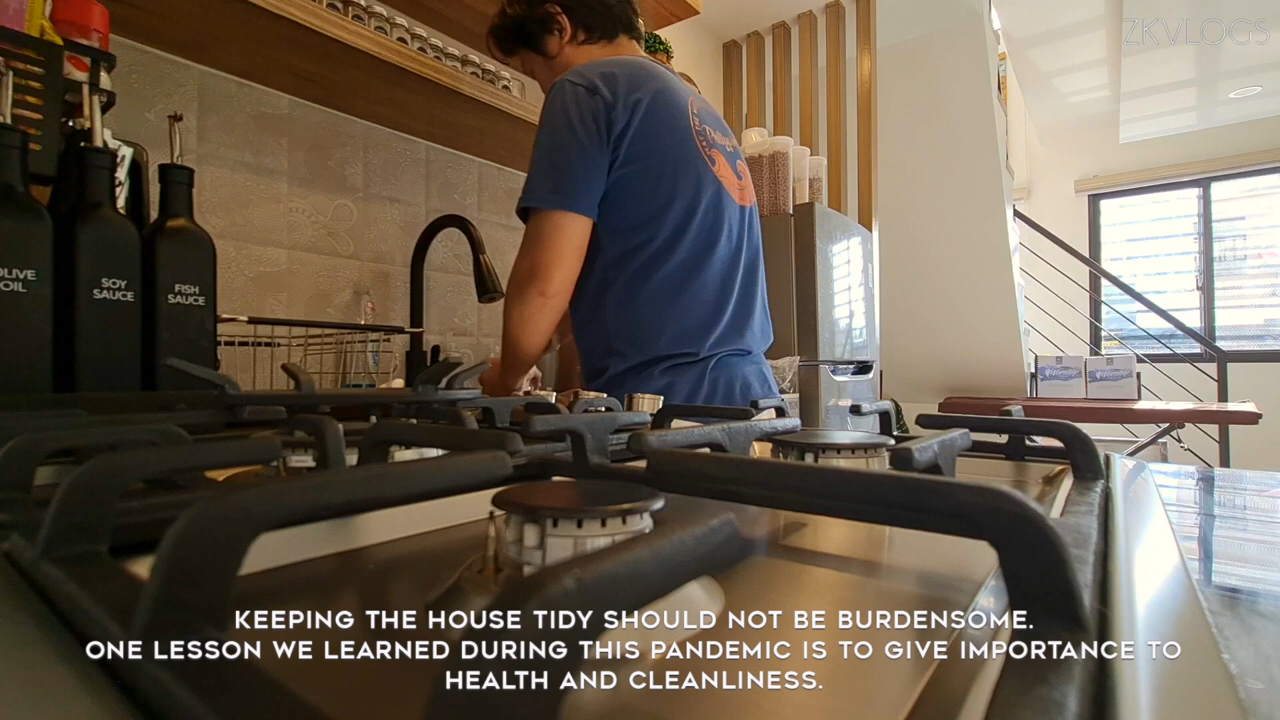 ZKVLOGS
OLIVE
OIL
SOY
SAUCE
FISH
SAUCE
KEEPING THE HOUSE TIDY SHOULD NOT BE BURDENSOME.
ONE LESSON WE LEARNED DURING THIS PANDEMIC IS TO GIVE IMPORTANCE TO
HEALTH AND CLEANLINESS.